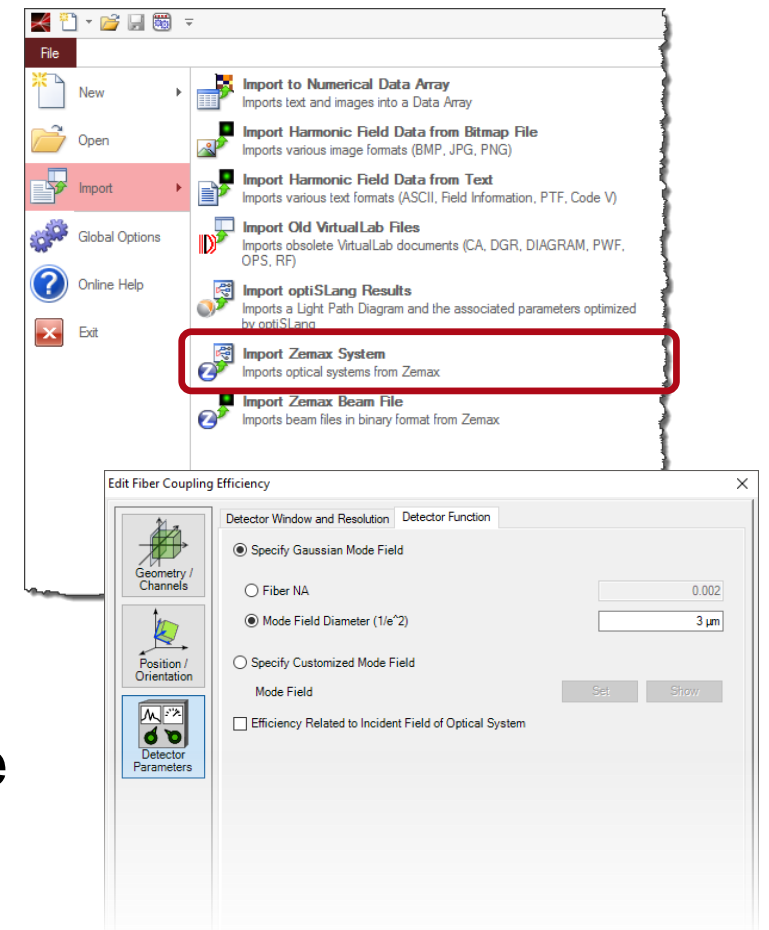 File
New
Import to Numerical Data Array
Imports text and images into a Data Array
Open
Import Harmonic Field Data from Bitmap File
Imports various image formats (BMP, JPG, PNG)
Import
Import Harmonic Field Data from Text
Imports various text formats (ASCII, Field Information, PTF, Code V)
Global Options
Import Old VirtualLab Files
Imports obsolete VirtualLab documents (CA, DGR, DIAGRAM, PWF,
OPS, RF)
Online Help
Import optiSLang Results
Imports a Light Path Diagram and the associated parameters optimized
by optiSLang
Exit
Import Zemax System
Imports optical systems from Zemax
Import Zemax Beam File
Imports beam files in binary format from Zemax
Edit Fiber Coupling Efficiency
Detector Window and Resolution Detector Function
Geometry /
Channels
Specify Gaussian Mode Field
Fiber NA 0.002
Mode Field Diameter (1/e^2) 3 µm
Position /
Orientation
Specify Customized Mode Field
Mode Field Set Show
Efficiency Related to Incident Field of Optical System
Detector
Parameters
e